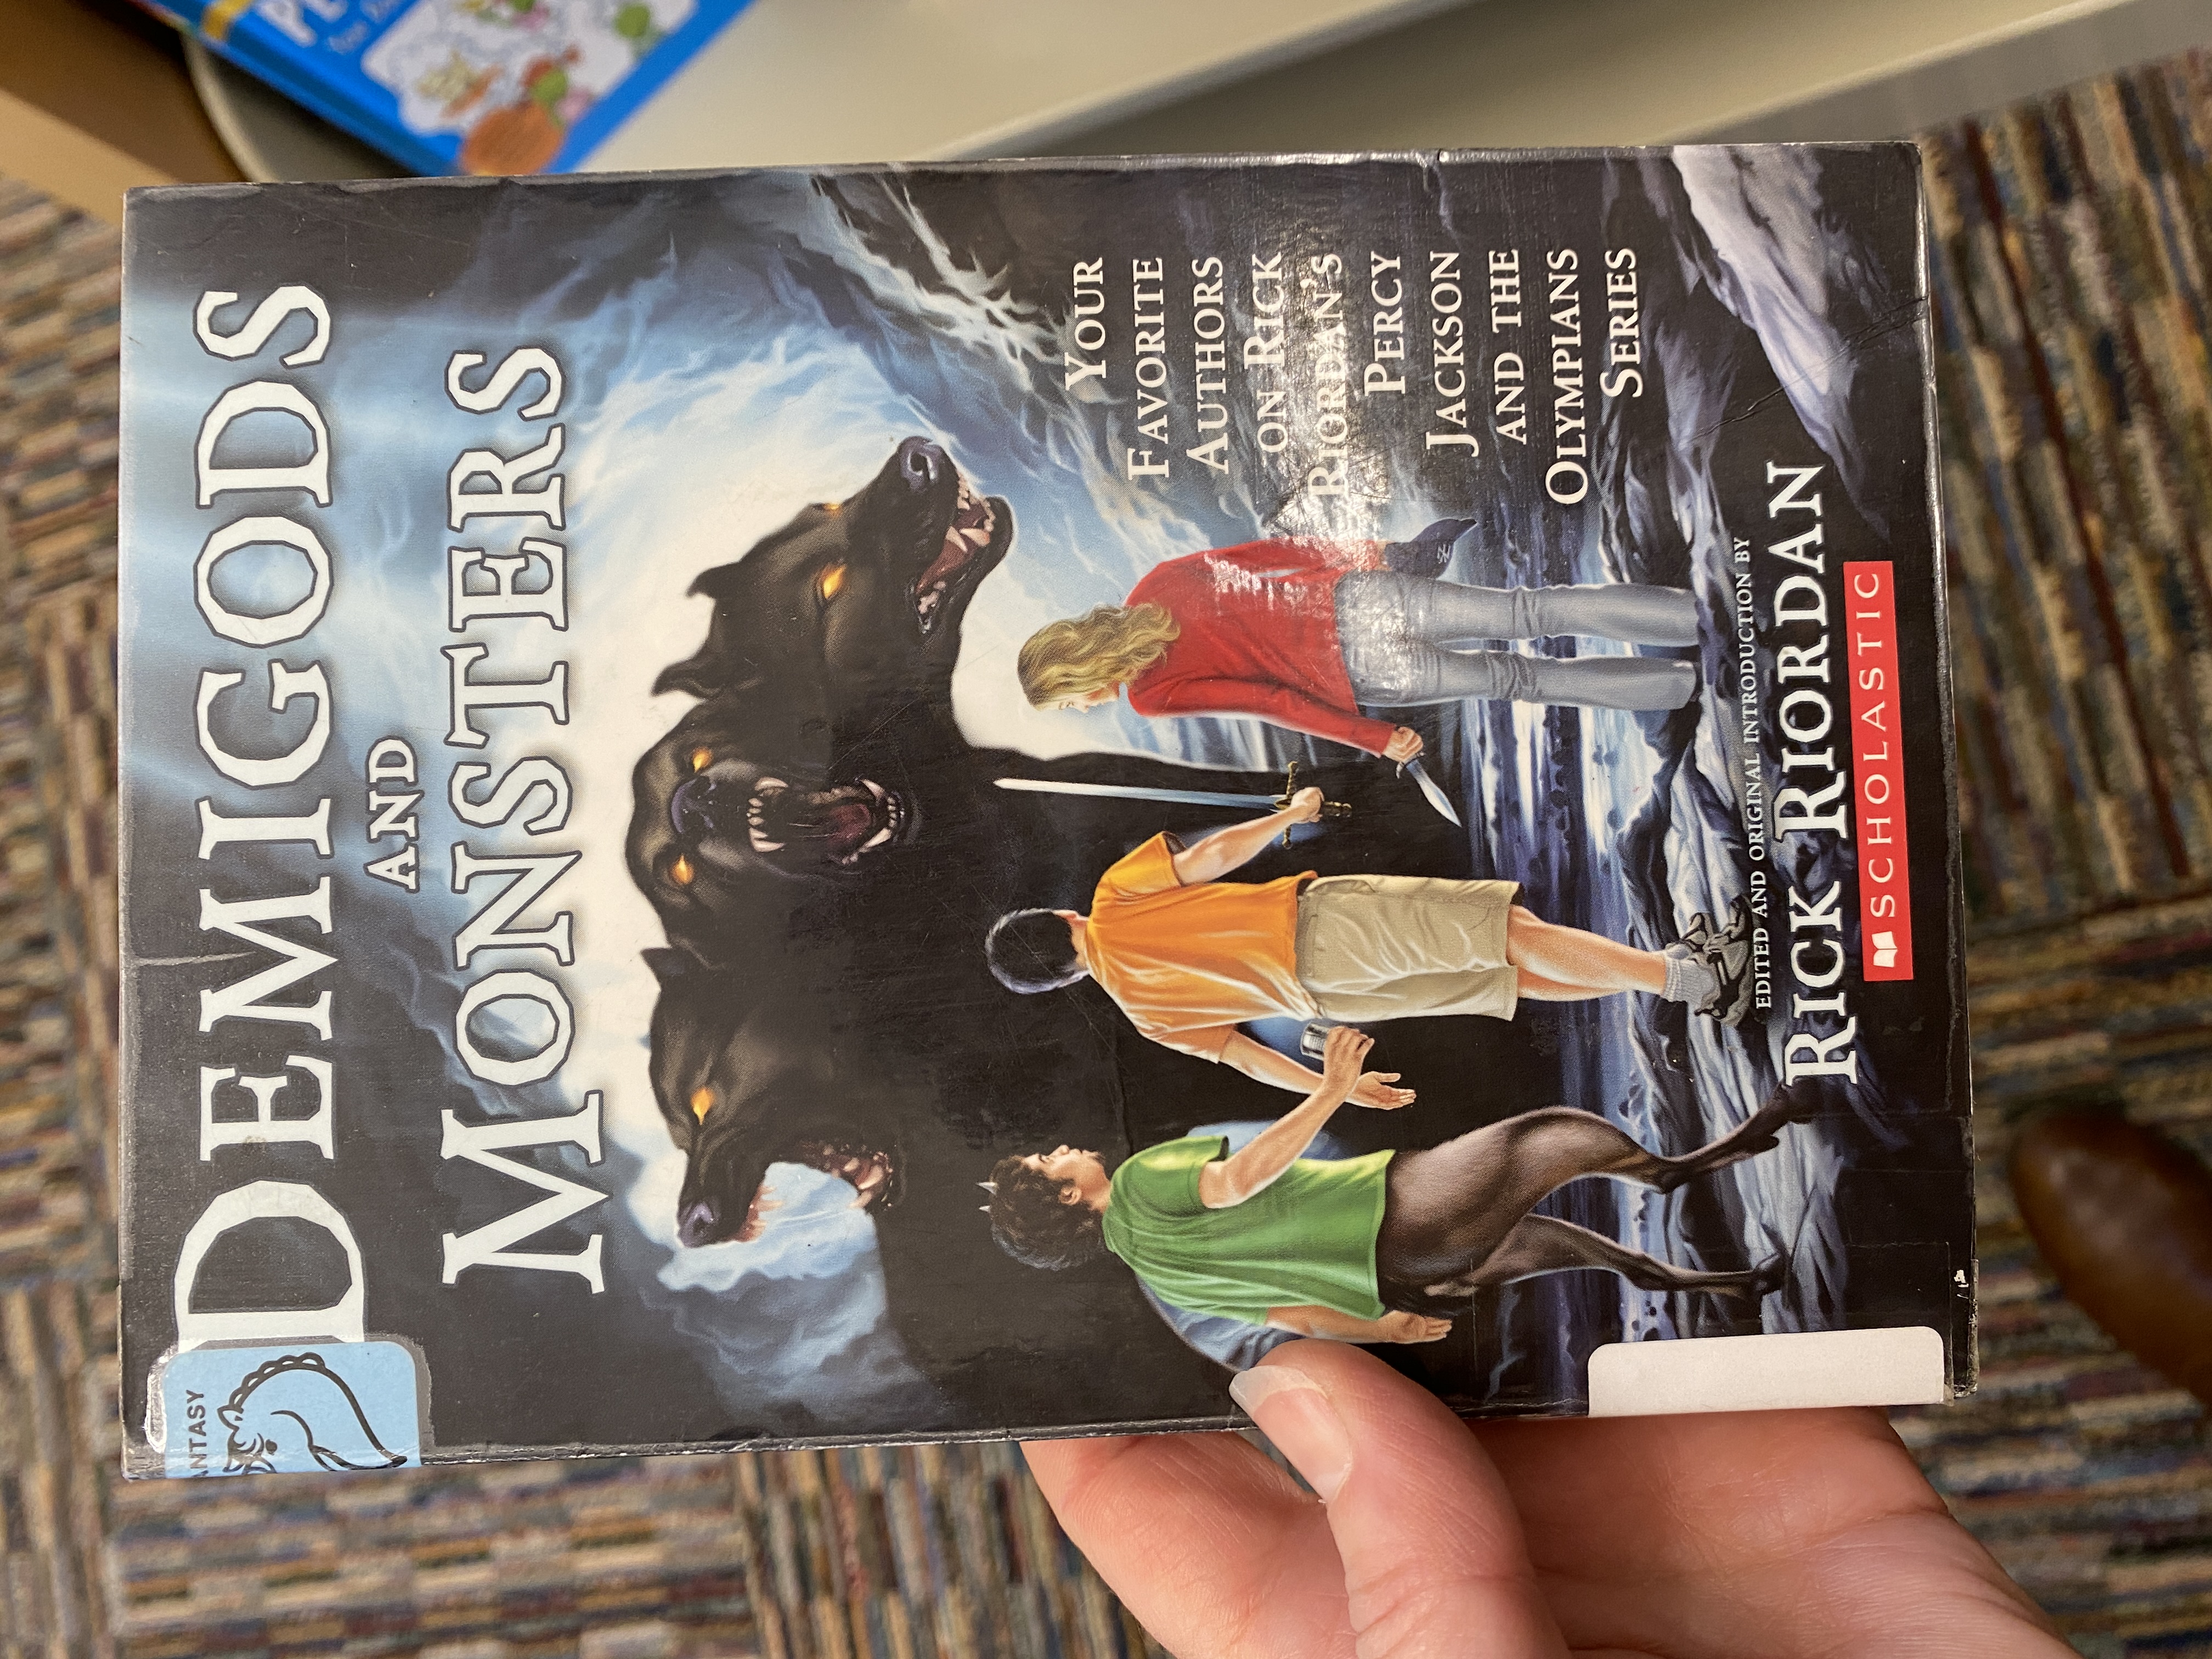 ANTASY
DEMIGODS
AND
MONSTERS
YOUR
FAVORITE
AUTHORS
ON RICK
RIORDAN'S
PERCY
JACKSON
AND THE
OLYMPIANS
SERIES
EDITED AND ORIGINAL INTRODUCTION BY
RICK RIORDAN
SCHOLASTIC